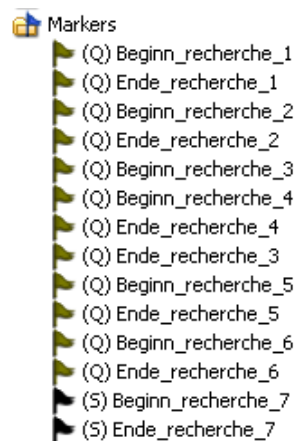 Markers
(Q) Beginn_recherche_1
(Q) Ende_recherche_1
(Q) Beginn_recherche_2
(Q) Ende_recherche_2
(Q) Beginn_recherche_3
(Q) Beginn_recherche_4
(Q) Ende_recherche_4
(Q) Ende_recherche_3
(Q) Beginn_recherche_5
(Q) Ende_recherche_5
(Q) Beginn_recherche_6
(Q) Ende_recherche_6
(S) Beginn_recherche_7
(S) Ende_recherche_7